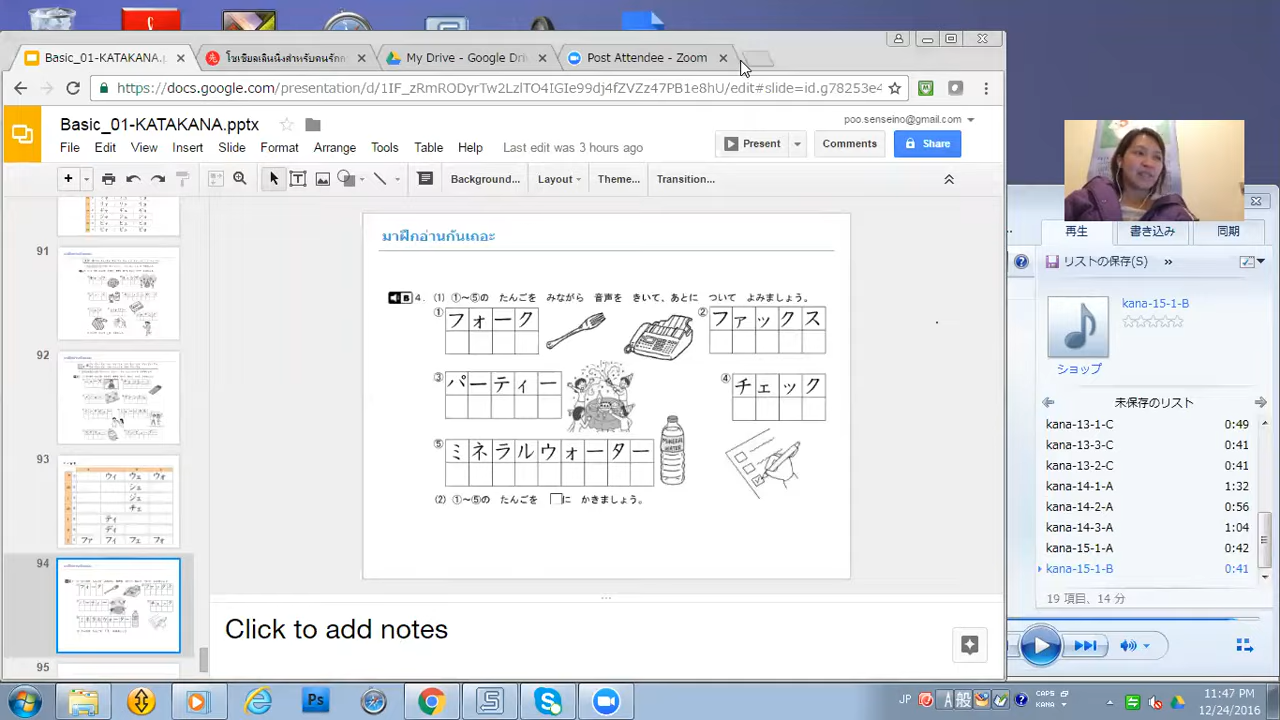 Basic_01-KATAKANA.p
My Drive - Google Dri
Post Attendee - Zoom
https://docs.google.com/presentation/d/1IF_zRmRODyrTw2LzlTO4IGIe99dj4fZVZz47PB1e8hU/edit#slide=id.g78253e4
Basic_01-KATAKANA.pptx
poo.senseino@gmail.com
File Edit View Insert Slide Format Arrange Tools Table Help Last edit was 3 hours ago
Present
Comments
Share
Background...
Layout
Theme...
Transition...
91
92
93
94
95
มาฝึกอ่านกันเถอะ
B 4. (1) ①～⑤の たんごを みながら 音声を きいて、あとに ついて よみましょう。
① フォーク
② ファックス
③ パーティー
④ チェック
⑤ ミネラルウォーター
MINERAL WATER
(2) ①～⑤の たんごを □に かきましょう。
Click to add notes
再生 書き込み 同期
リストの保存(S) »
kana-15-1-B
ショップ
未保存のリスト
kana-13-1-C 0:49
kana-13-3-C 0:41
kana-13-2-C 0:41
kana-14-1-A 1:32
kana-14-2-A 0:56
kana-14-3-A 1:04
kana-15-1-A 0:42
kana-15-1-B 0:41
19 項目、14 分
JP
A 般
CAPS
KANA
11:47 PM
12/24/2016